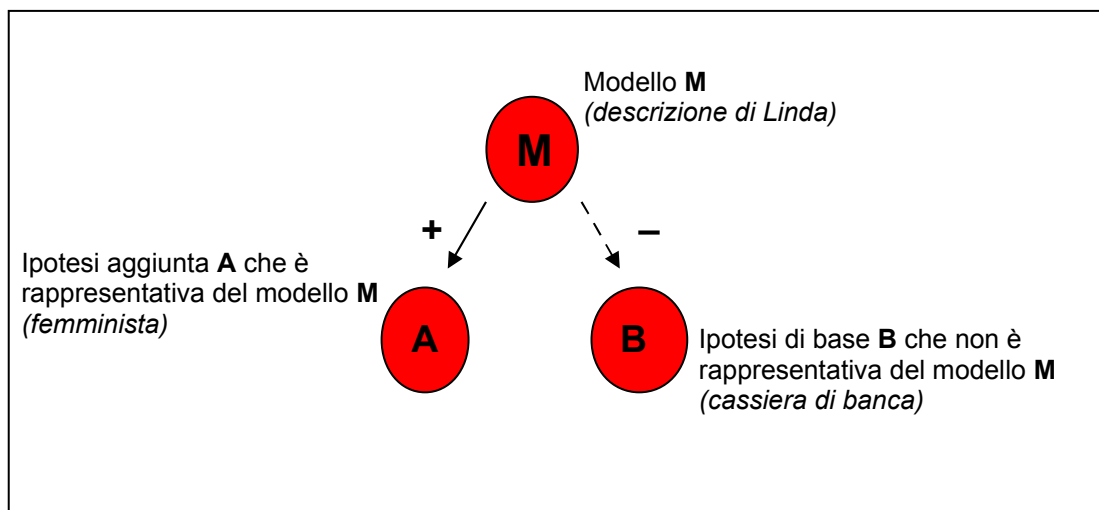 Modello M
(descrizione di Linda)
M
+
–
Ipotesi aggiunta A che è
rappresentativa del modello M
(femminista)
A
B
Ipotesi di base B che non è
rappresentativa del modello M
(cassiera di banca)